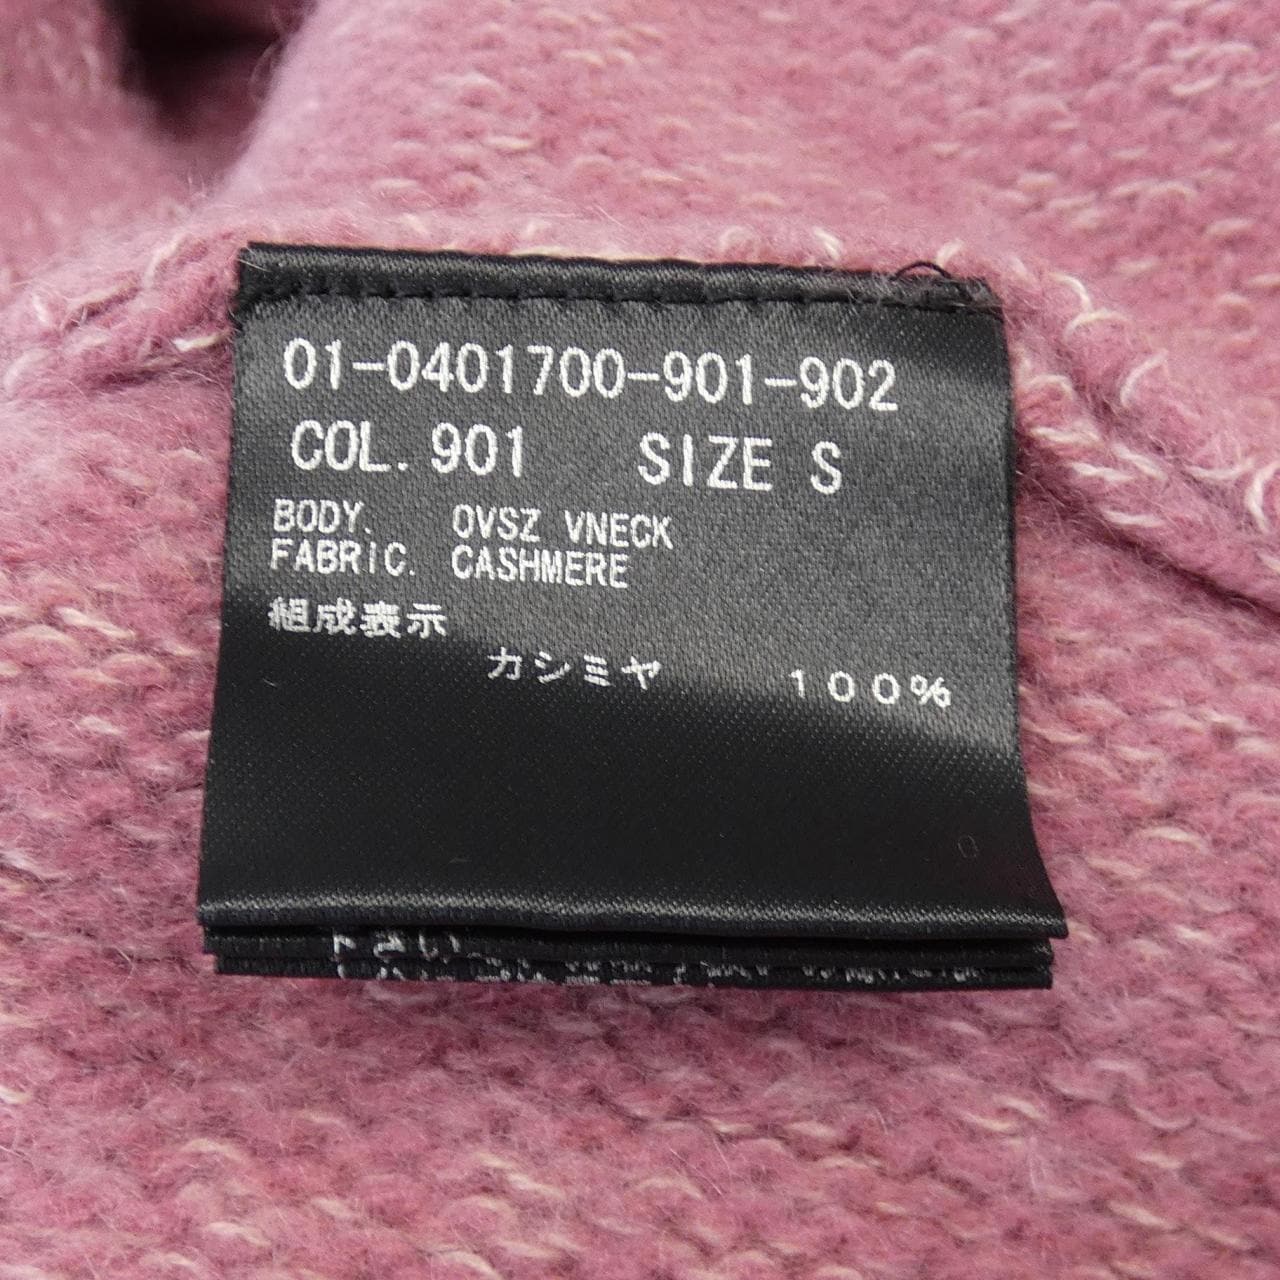 01-0401700-901-902
COL. 901 SIZE S
BODY. OVSZ VNECK
FABRIC. CASHMERE
組成表示
カシミヤ １００％